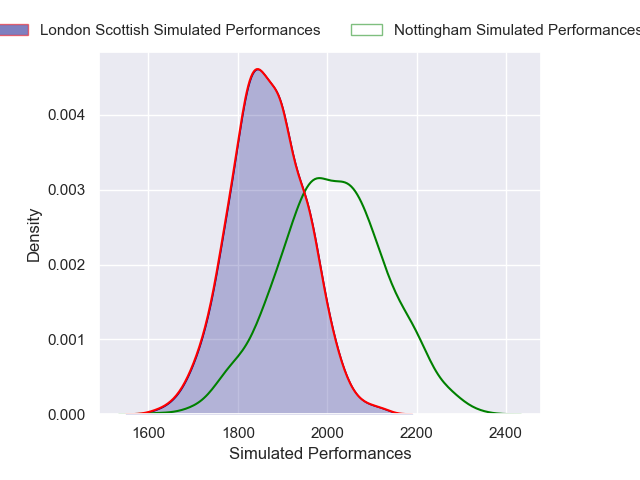 London Scottish Simulated Performances
Nottingham Simulated Performances
0.004
0.003
0.002
0.001
0.000
Density
1600 1800 2000 2200 2400
Simulated Performances